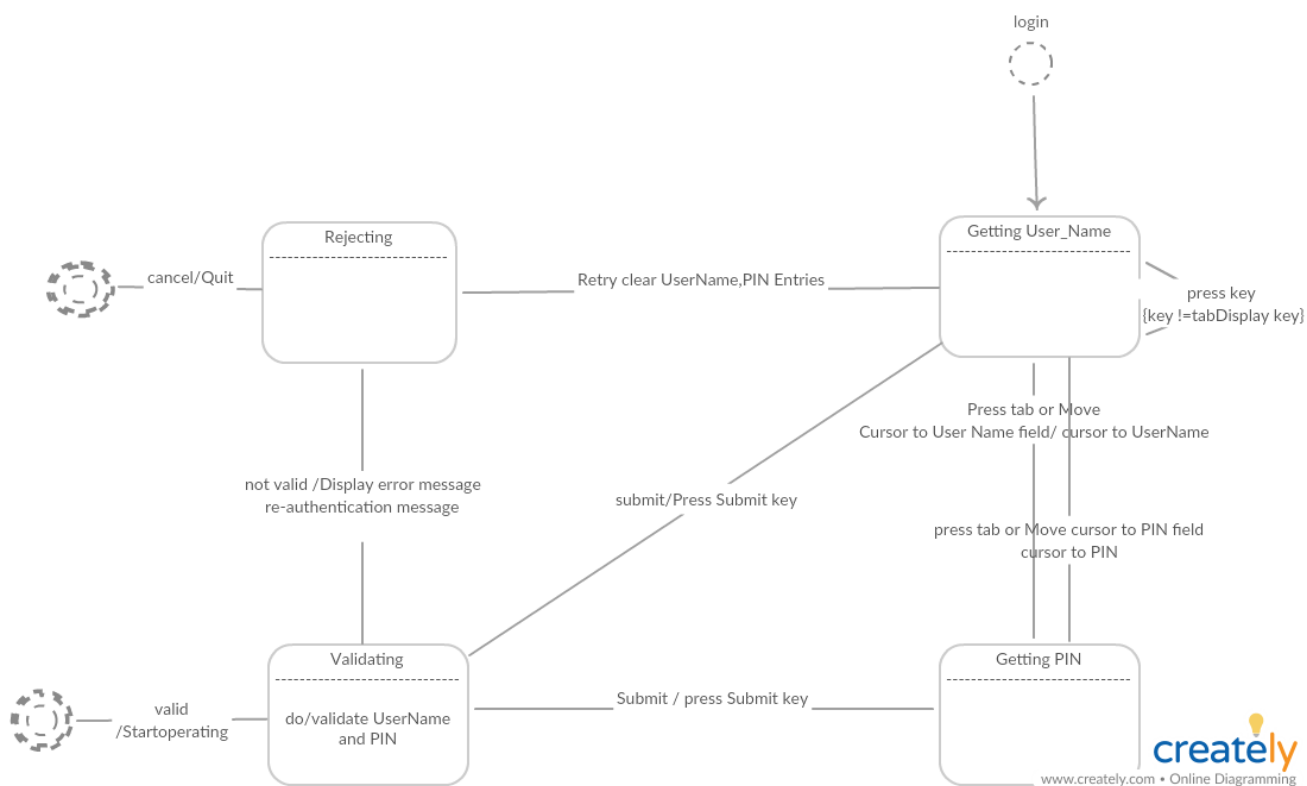 login
Rejecting
Getting User_Name
cancel/Quit
Retry clear UserName,PIN Entries
press key
{key !=tabDisplay key}
Press tab or Move
Cursor to User Name field/ cursor to UserName
not valid /Display error message
re-authentication message
submit/Press Submit key
press tab or Move cursor to PIN field
cursor to PIN
Validating
Getting PIN
valid
/Startoperating
do/validate UserName
and PIN
Submit / press Submit key
creately
www.creately.com • Online Diagramming